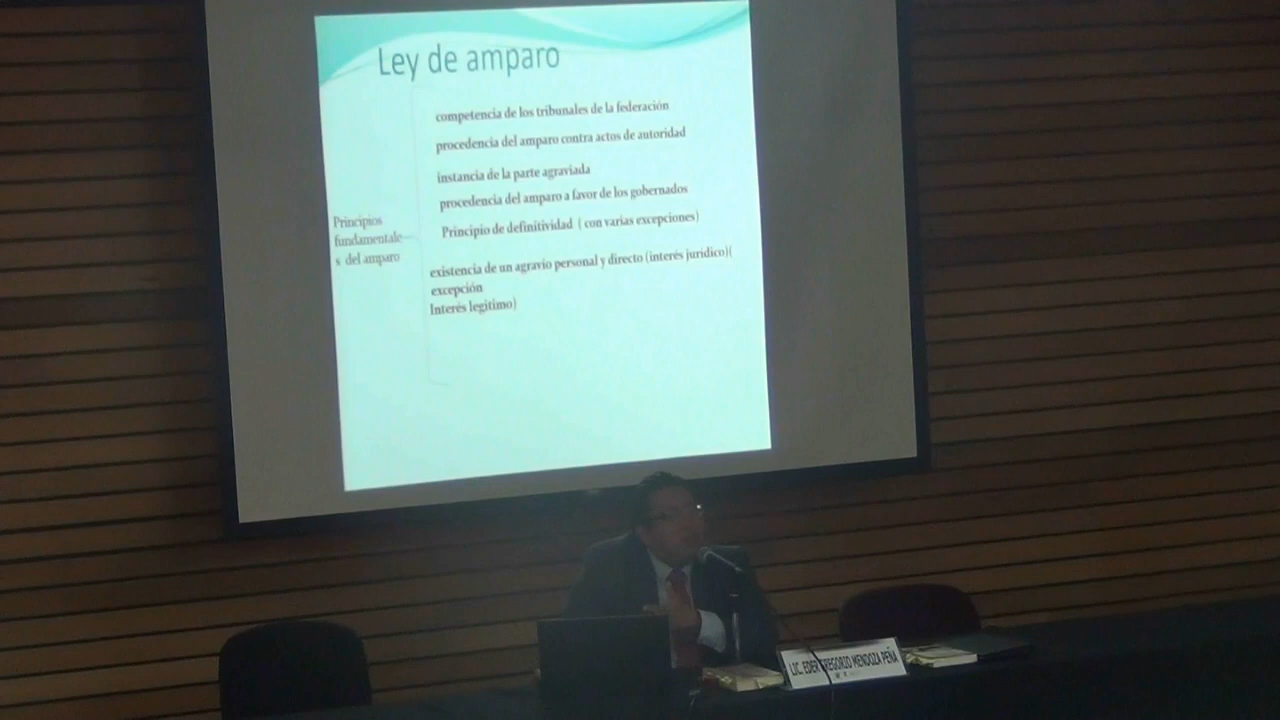 Ley de amparo
competencia de los tribunales de la federación
procedencia del amparo contra actos de autoridad
instancia de la parte agraviada
procedencia del amparo a favor de los gobernados
Principio de definitividad ( con varias excepciones)
existencia de un agravio personal y directo (interés jurídico)(
excepción
Interés legitimo)
Principios
fundamentale
s del amparo
LIC. EDER GREGORIO MENDOZA PEÑA